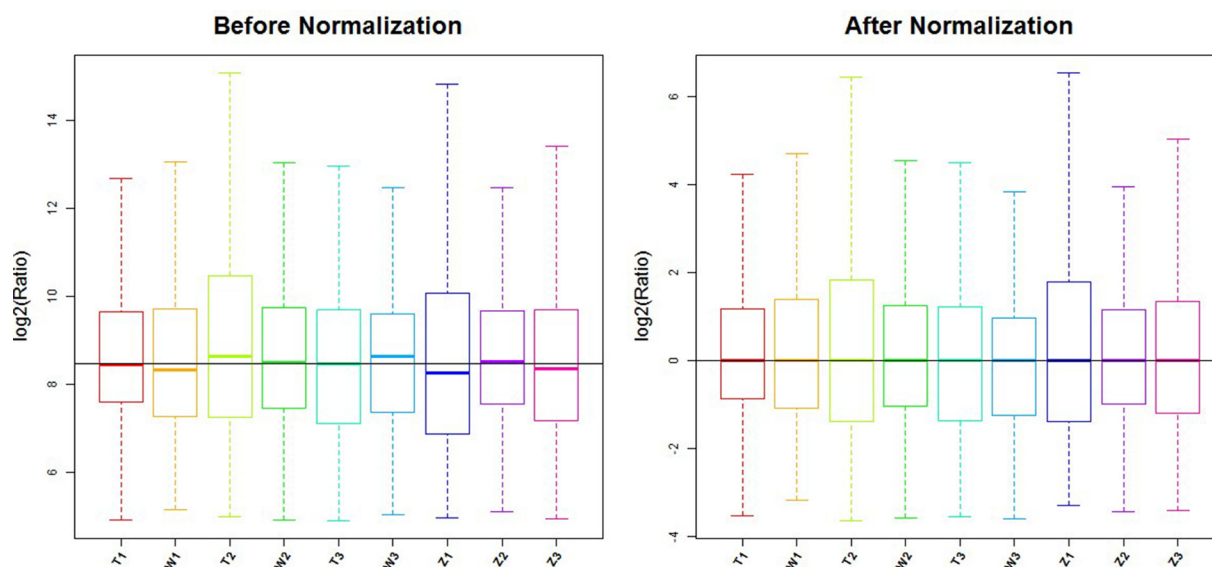 Before Normalization
log2(Ratio)
14
12
10
8
6
T1
W1
T2
W2
T3
W3
Z1
Z2
Z3
After Normalization
log2(Ratio)
6
4
2
0
-2
-4
T1
W1
T2
W2
T3
W3
Z1
Z2
Z3